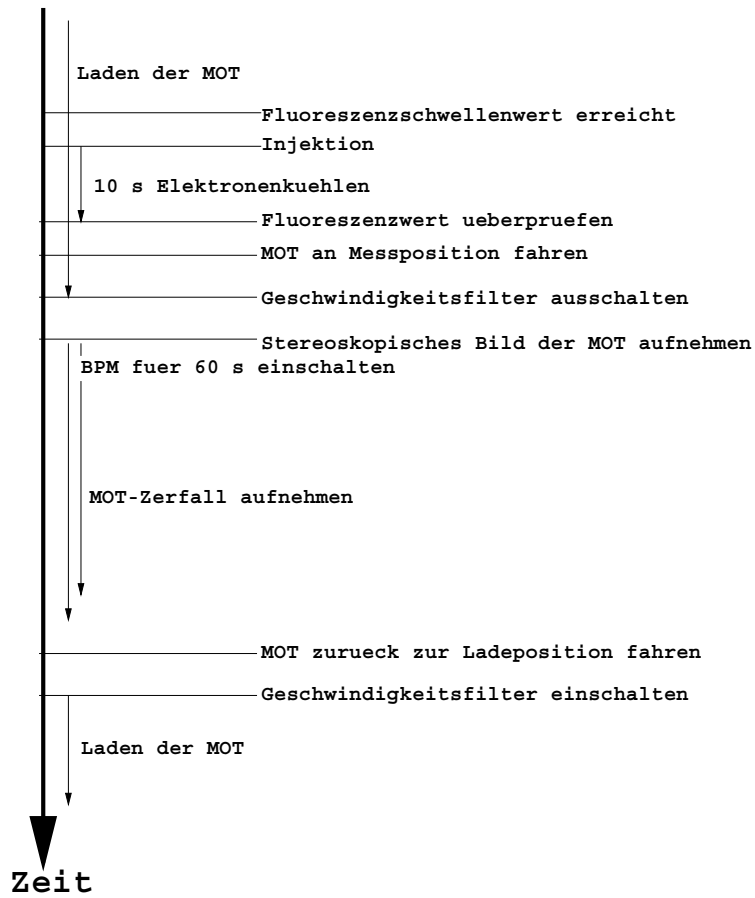 Laden der MOT
Fluoreszenzschwellenwert erreicht
Injektion
10 s Elektronenkuehlen
Fluoreszenzwert ueberpruefen
MOT an Messposition fahren
Geschwindigkeitsfilter ausschalten
Stereoskopisches Bild der MOT aufnehmen
BPM fuer 60 s einschalten
MOT-Zerfall aufnehmen
MOT zurueck zur Ladeposition fahren
Geschwindigkeitsfilter einschalten
Laden der MOT
Zeit